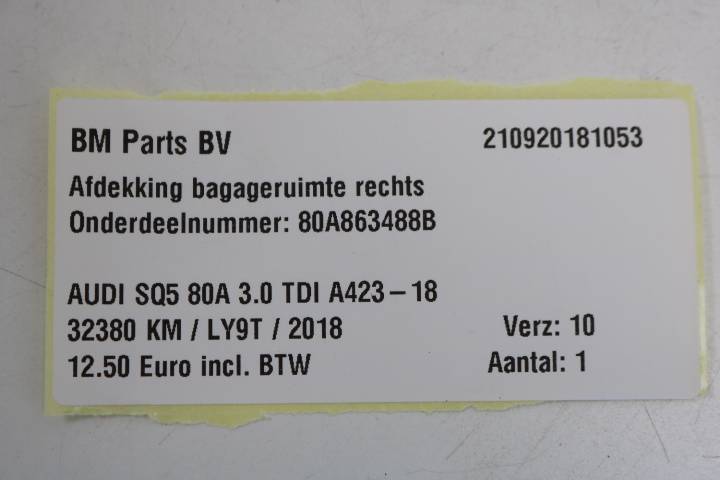 BM Parts BV 210920181053
Afdekking bagageruimte rechts
Onderdeelnummer: 80A863488B
AUDI SQ5 80A 3.0 TDI A423-18
32380 KM / LY9T / 2018 Verz: 10
12.50 Euro incl. BTW Aantal: 1